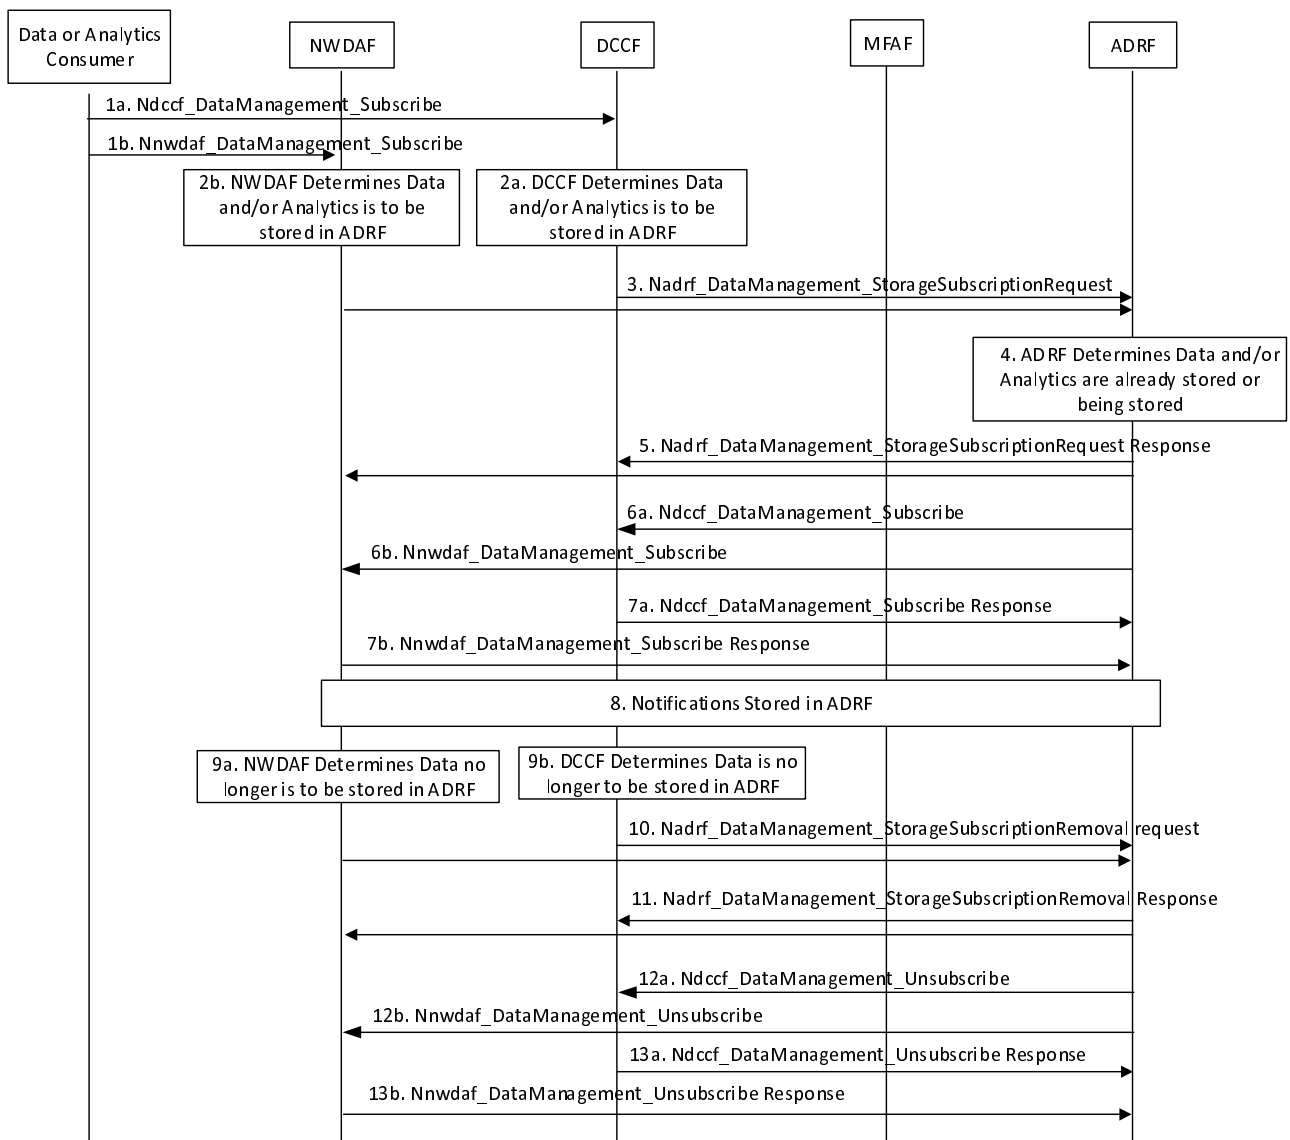 Data or Analytics
Consumer
NWDAF
DCCF
MFAF
ADRF
1a. Ndccf_DataManagement_Subscribe
1b. Nnwdaf_DataManagement_Subscribe
2b. NWDAF Determines Data
and/or Analytics is to be
stored in ADRF
2a. DCCF Determines Data
and/or Analytics is to be
stored in ADRF
3. Nadrf_DataManagement_StorageSubscriptionRequest
4. ADRF Determines Data and/or
Analytics are already stored or
being stored
5. Nadrf_DataManagement_StorageSubscriptionRequest Response
6a. Ndccf_DataManagement_Subscribe
6b. Nnwdaf_DataManagement_Subscribe
7a. Ndccf_DataManagement_Subscribe Response
7b. Nnwdaf_DataManagement_Subscribe Response
8. Notifications Stored in ADRF
9a. NWDAF Determines Data no
longer is to be stored in ADRF
9b. DCCF Determines Data is no
longer to be stored in ADRF
10. Nadrf_DataManagement_StorageSubscriptionRemoval request
11. Nadrf_DataManagement_StorageSubscriptionRemoval Response
12a. Ndccf_DataManagement_Unsubscribe
12b. Nnwdaf_DataManagement_Unsubscribe
13a. Ndccf_DataManagement_Unsubscribe Response
13b. Nnwdaf_DataManagement_Unsubscribe Response